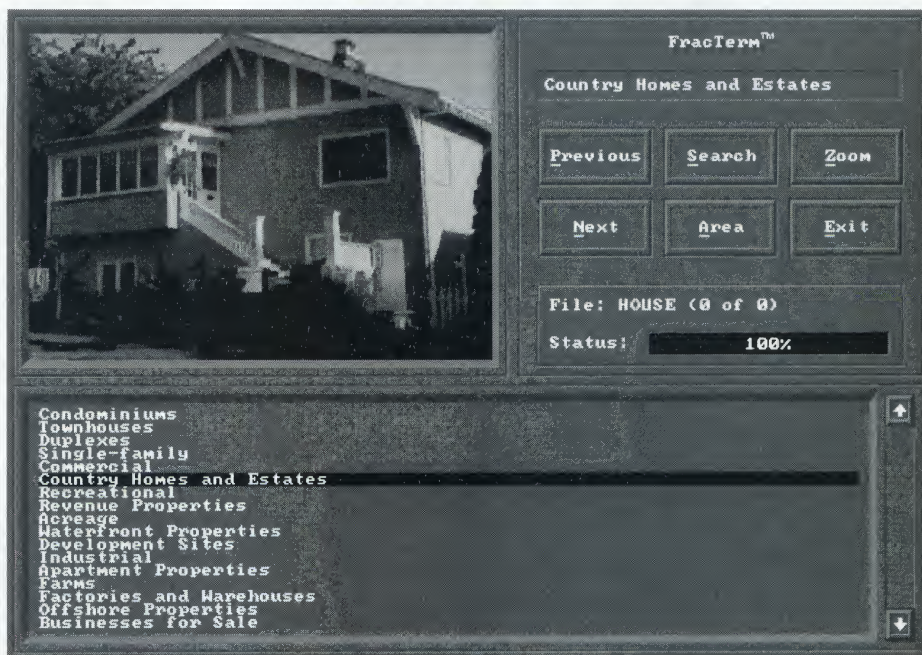 FracTerm™
Country Homes and Estates
Previous Search Zoom
Next Area Exit
File: HOUSE (0 of 0)
Status: 100%
Condominiums
Townhouses
Duplexes
Single-family
Commercial
Country Homes and Estates
Recreational
Revenue Properties
Acreage
Waterfront Properties
Development Sites
Industrial
Apartment Properties
Farms
Factories and Warehouses
Offshore Properties
Businesses for Sale